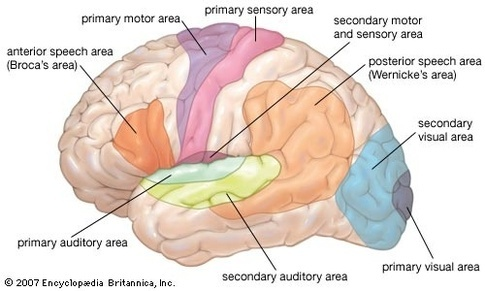 primary motor area
primary sensory area
secondary motor
and sensory area
anterior speech area
(Broca's area)
posterior speech area
(Wernicke's area)
secondary
visual area
primary auditory area
secondary auditory area
primary visual area
© 2007 Encyclopædia Britannica, Inc.